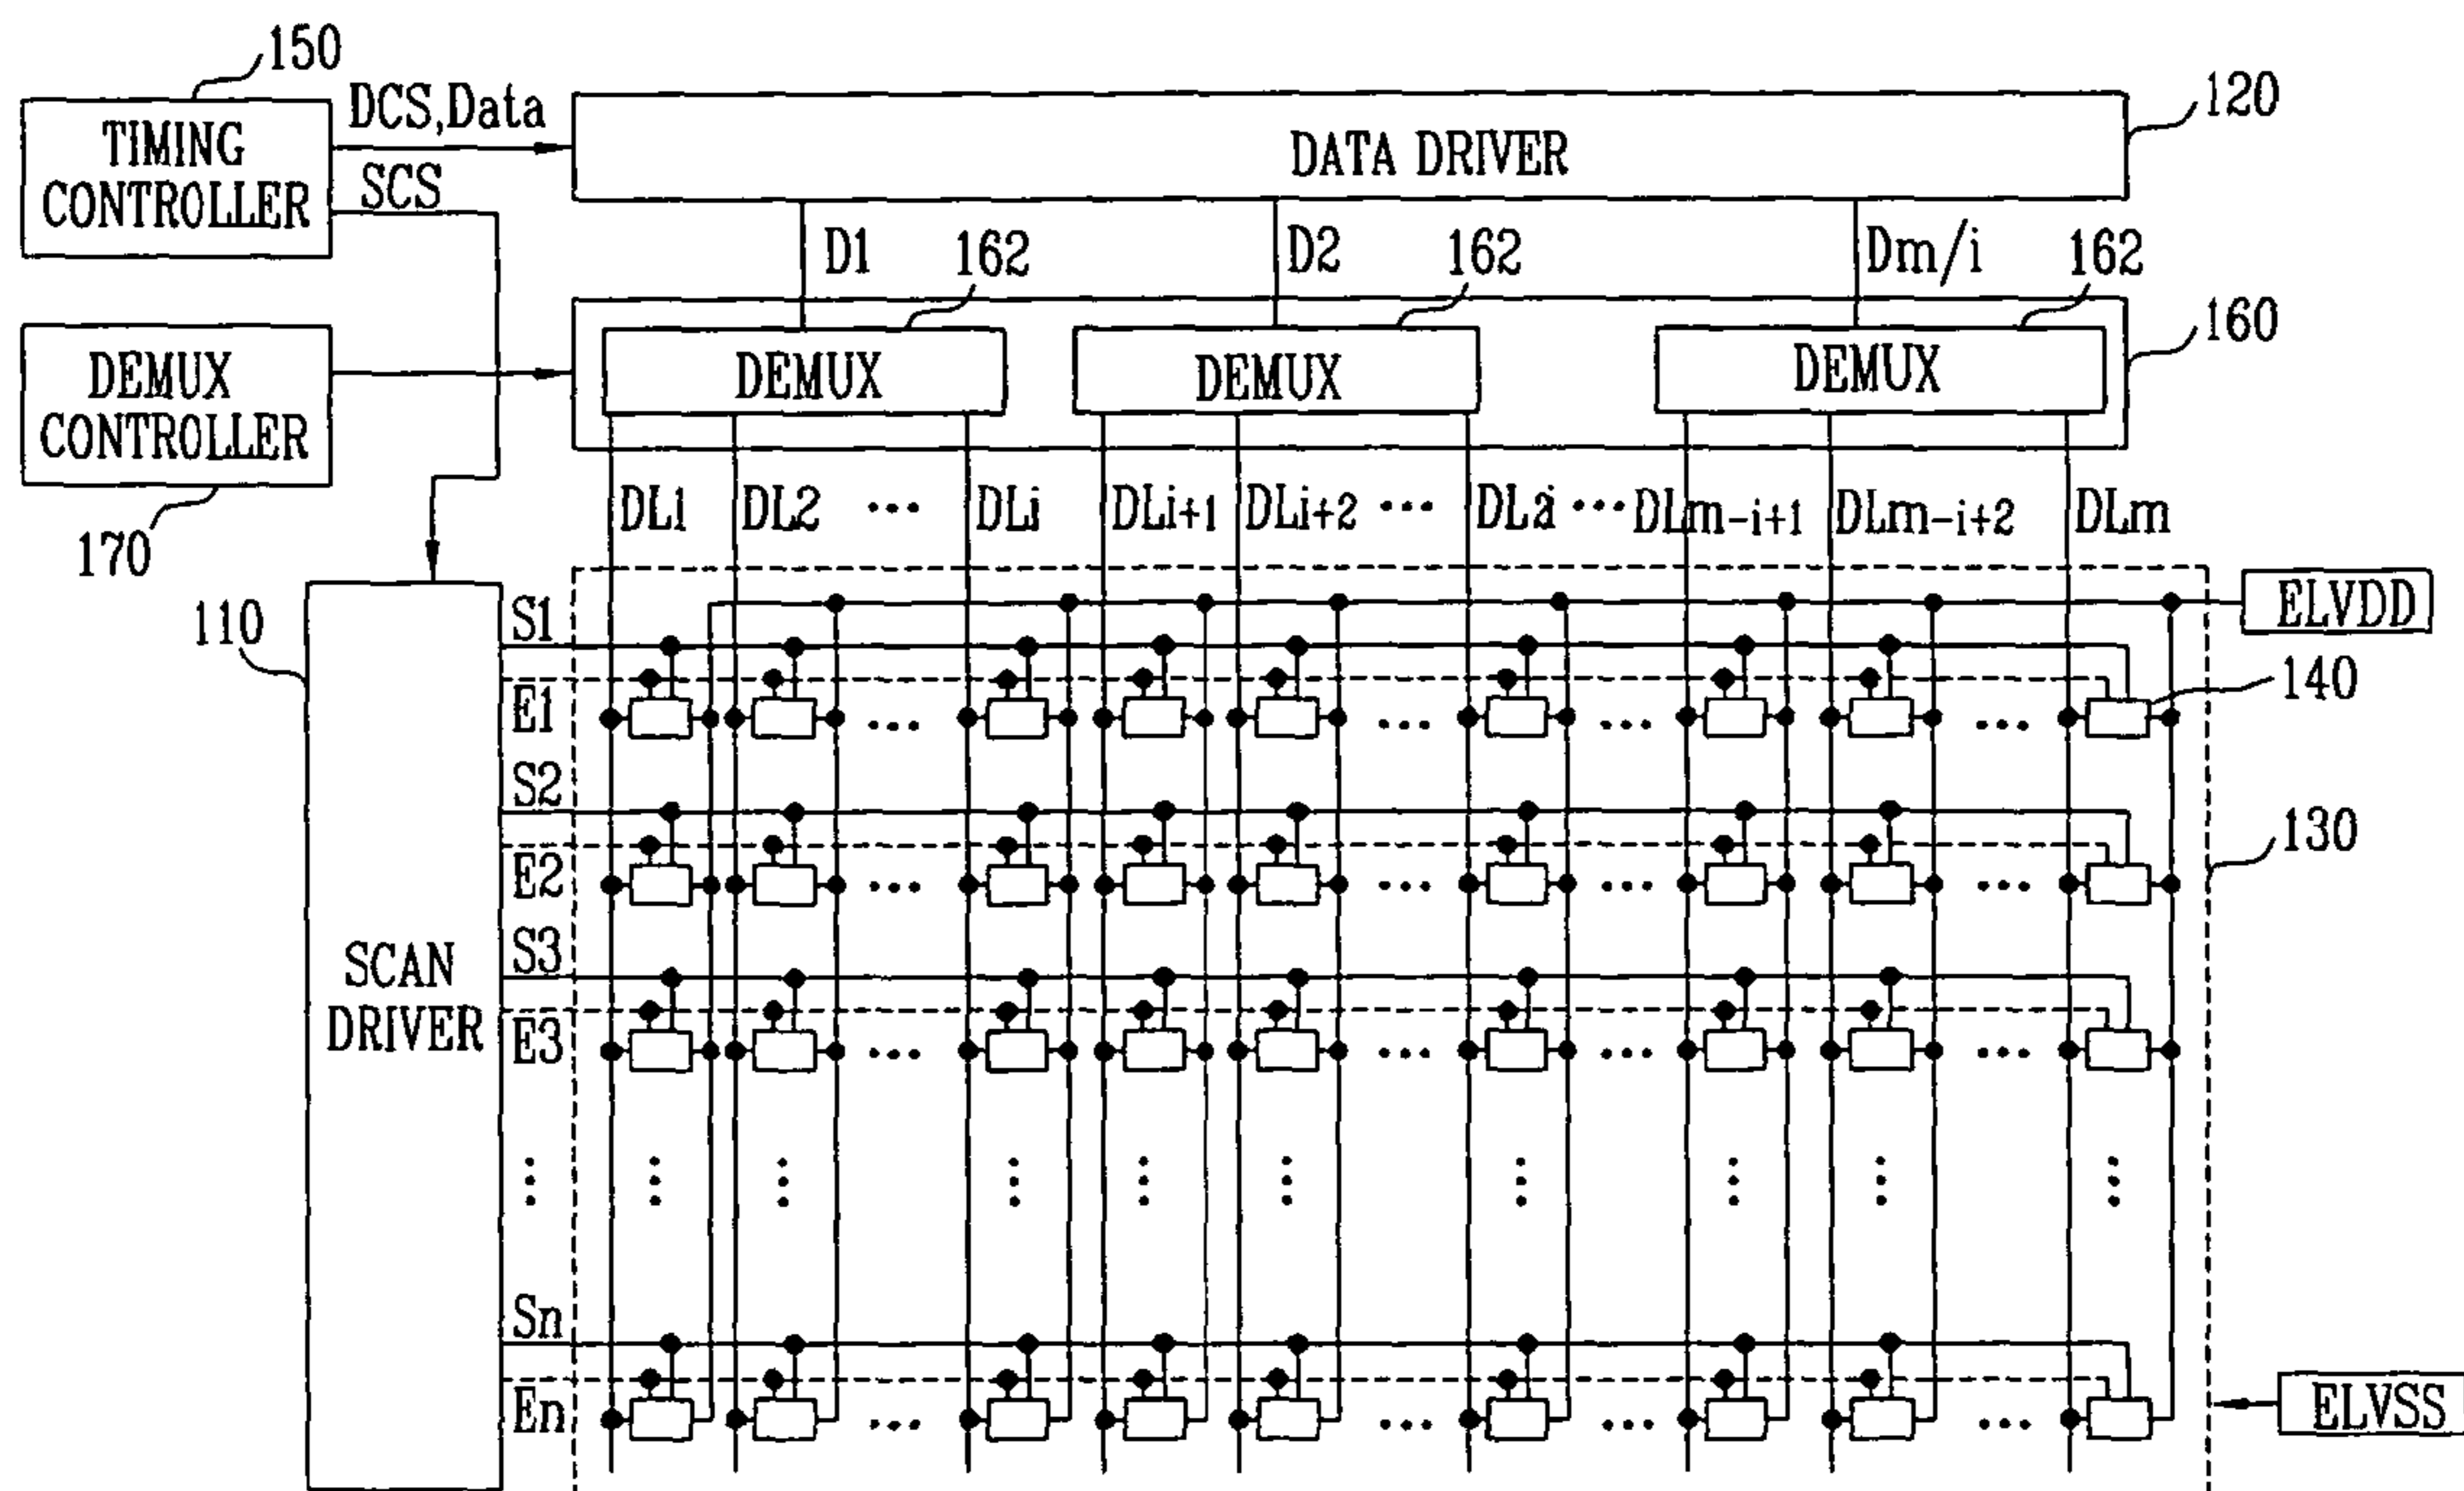 150
DCS,Data
TIMING
CONTROLLER
SCS
DATA DRIVER
120
D1
162
D2
162
Dm/i
162
DEMUX
CONTROLLER
170
DEMUX
DEMUX
DEMUX
160
DL1
DL2
...
DLi
DLi+1
DLi+2
...
...
DLm-i+1
DLm-i+2
DLm
110
SCAN
DRIVER
S1
E1
S2
E2
S3
E3
Sn
En
ELVDD
140
130
ELVSS